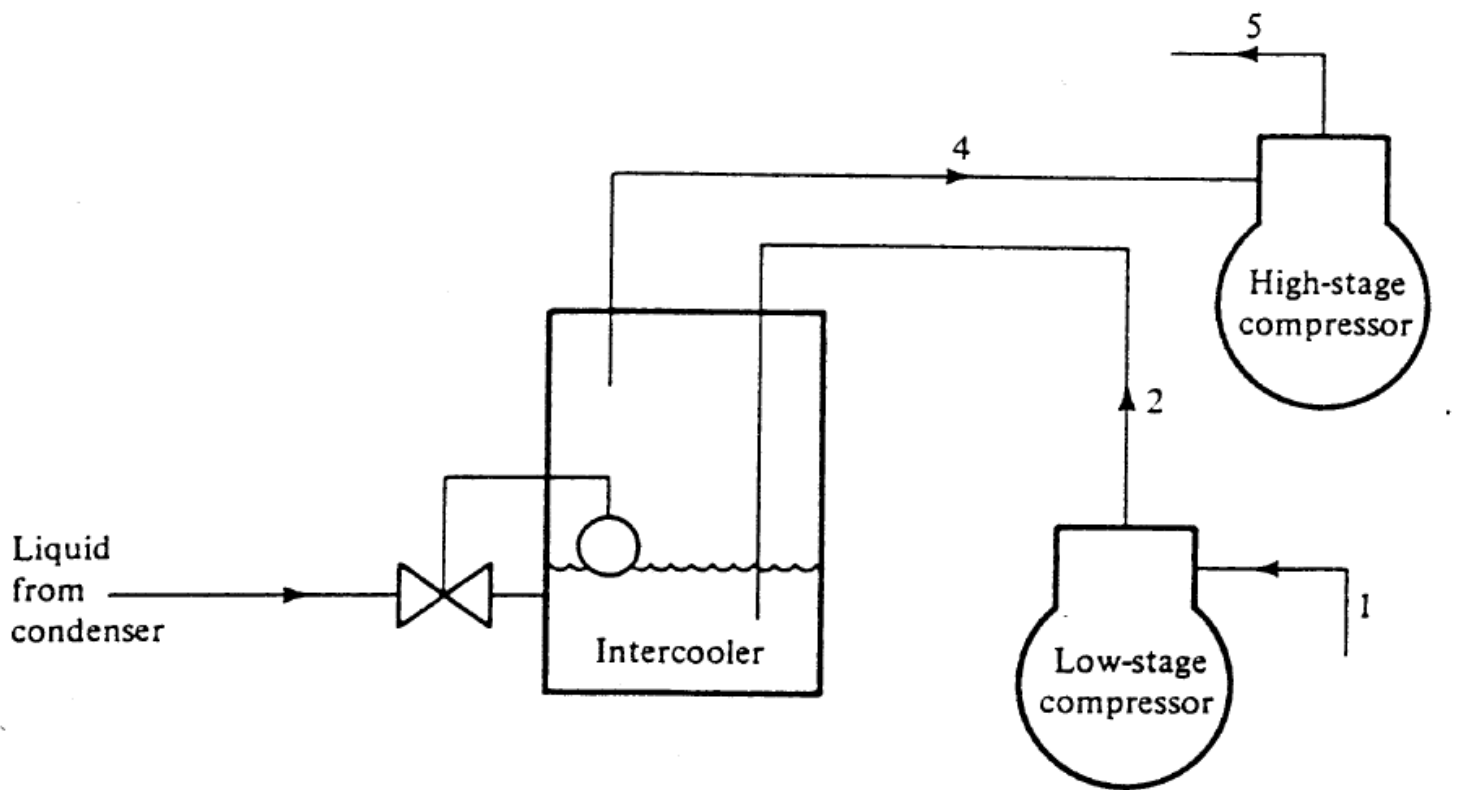 5
4
High-stage
compressor
2
Liquid
from
condenser
Intercooler
1
Low-stage
compressor